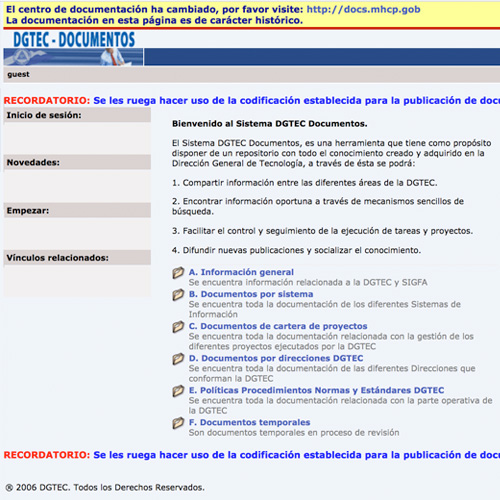 El centro de documentación ha cambiado, por favor visite: http://docs.mhcp.gob
La documentación en esta página es de carácter histórico.
DGTEC - DOCUMENTOS
guest
RECORDATORIO: Se les ruega hacer uso de la codificación establecida para la publicación de doc
Inicio de sesión:
Novedades:
Empezar:
Vínculos relacionados:
Bienvenido al Sistema DGTEC Documentos.
El Sistema DGTEC Documentos, es una herramienta que tiene como propósito
disponer de un repositorio con todo el conocimiento creado y adquirido en la
Dirección General de Tecnología, a través de ésta se podrá:
1. Compartir información entre las diferentes áreas de la DGTEC.
2. Encontrar información oportuna a través de mecanismos sencillos de
búsqueda.
3. Facilitar el control y seguimiento de la ejecución de tareas y proyectos.
4. Difundir nuevas publicaciones y socializar el conocimiento.
A. Información general
Se encuentra información relacionada a la DGTEC y SIGFA
B. Documentos por sistema
Se encuentra toda la documentación de los diferentes Sistemas de
Información
C. Documentos de cartera de proyectos
Se encuentra toda la documentación relacionada con la gestión de los
diferentes proyectos ejecutados por la DGTEC
D. Documentos por direcciones DGTEC
Se encuentra toda la documentación de las diferentes Direcciones que
conforman la DGTEC
E. Políticas Procedimientos Normas y Estándares DGTEC
Se encuentra toda la documentación relacionada con la parte operativa de
la DGTEC
F. Documentos temporales
Son documentos temporales en proceso de revisión
RECORDATORIO: Se les ruega hacer uso de la codificación establecida para la publicación de doc
® 2006 DGTEC. Todos los Derechos Reservados.